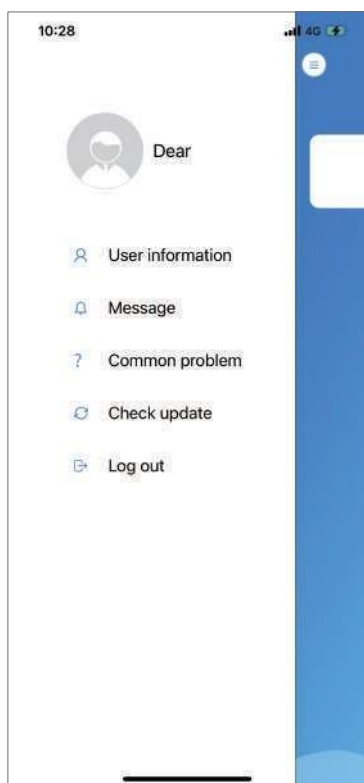 10:28
4G
Dear
User information
Message
? Common problem
Check update
Log out